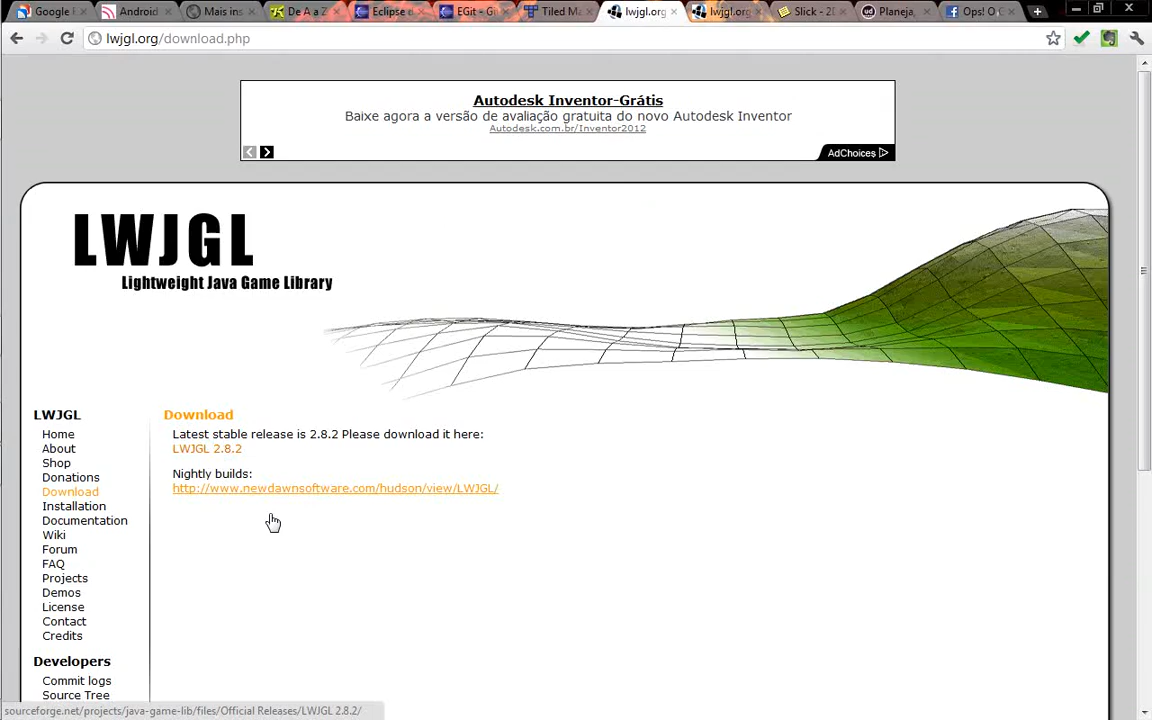 Google
Android
Mais ins
De A a Z
Eclipse
EGit - G
Tiled Ma
lwjgl.org
lwjgl.org
Slick - 2D
Planeja,
Ops! O
lwjgl.org/download.php
Autodesk Inventor-Grátis
Baixe agora a versão de avaliação gratuita do novo Autodesk Inventor
Autodesk.com.br/Inventor2012
AdChoices
LWJGL
Lightweight Java Game Library
LWJGL
Home
About
Shop
Donations
Download
Installation
Documentation
Wiki
Forum
FAQ
Projects
Demos
License
Contact
Credits
Developers
Commit logs
Source Tree
Download
Latest stable release is 2.8.2 Please download it here:
LWJGL 2.8.2
Nightly builds:
http://www.newdawnsoftware.com/hudson/view/LWJGL/
sourceforge.net/projects/java-game-lib/files/Official Releases/LWJGL 2.8.2/